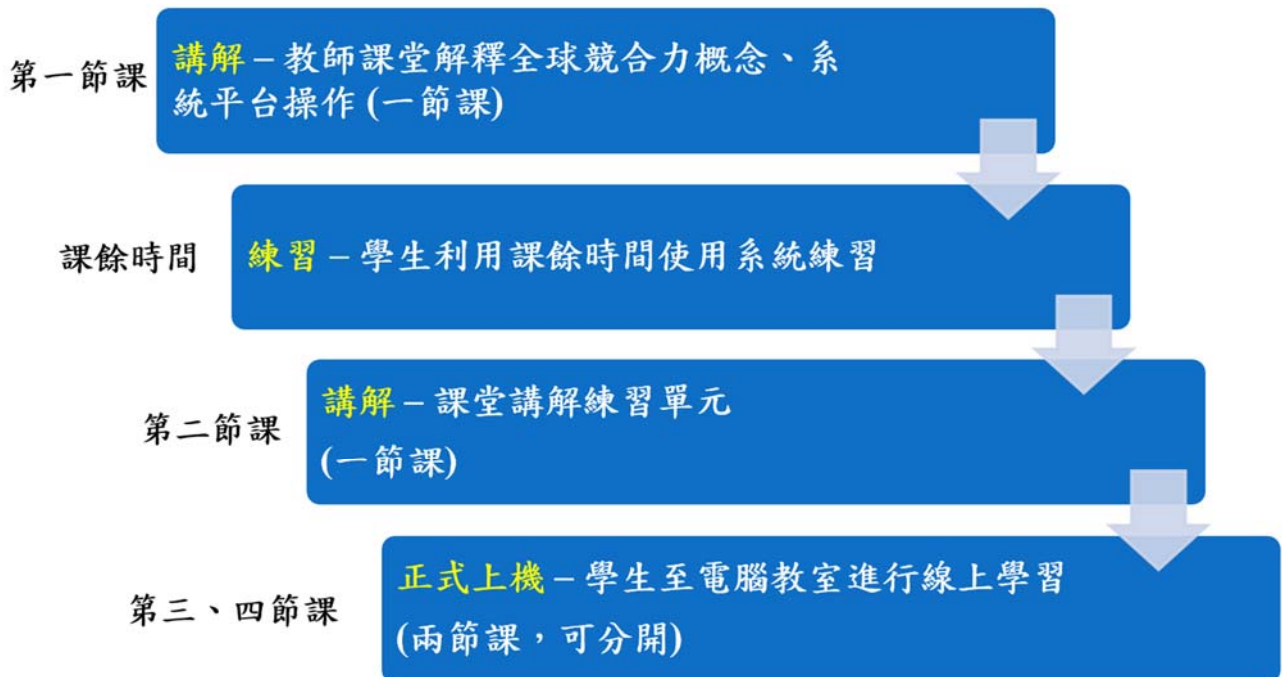 第一節課
講解 – 教師課堂解釋全球競合力概念、系
統平台操作 (一節課)
課餘時間
練習 – 學生利用課餘時間使用系統練習
第二節課
講解 – 課堂講解練習單元
(一節課)
第三、四節課
正式上機 – 學生至電腦教室進行線上學習
(兩節課，可分開)